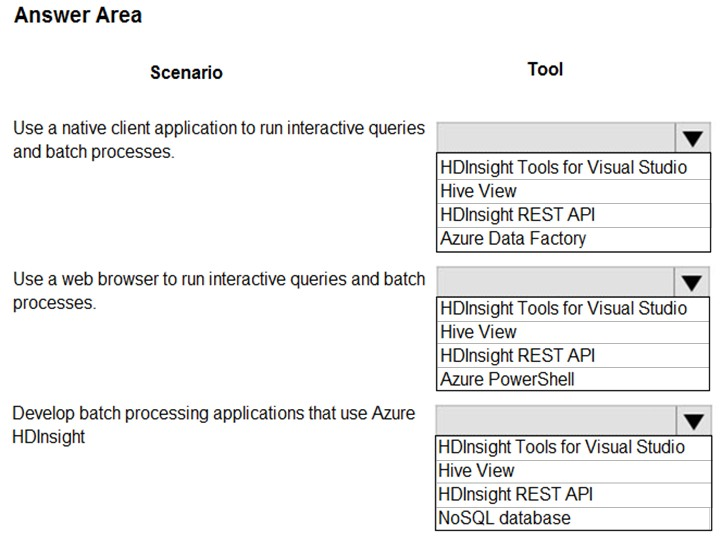 Answer Area
Scenario
Tool
Use a native client application to run interactive queries
and batch processes.
HDInsight Tools for Visual Studio
Hive View
HDInsight REST API
Azure Data Factory
Use a web browser to run interactive queries and batch
processes.
HDInsight Tools for Visual Studio
Hive View
HDInsight REST API
Azure PowerShell
Develop batch processing applications that use Azure
HDInsight
HDInsight Tools for Visual Studio
Hive View
HDInsight REST API
NoSQL database